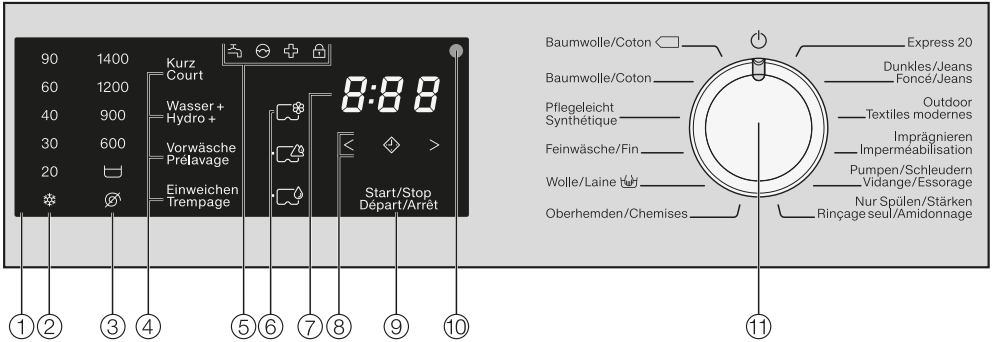 90
60
40
30
20
1400
1200
900
600
Kurz
Court
Wasser +
Hydro +
Vorwäsche
Prélavage
Einweichen
Trempage
8:88
< >
Start/Stop
Départ/Arrêt
Baumwolle/Coton
Baumwolle/Coton
Pflegeleicht
Synthétique
Feinwäsche/Fin
Wolle/Laine
Oberhemden/Chemises
Express 20
Dunkles/Jeans
Foncé/Jeans
Outdoor
Textiles modernes
Imprägnieren
Imperméabilisation
Pumpen/Schleudern
Vidange/Essorage
Nur Spülen/Stärken
Rinçage seul/Amidonnage
1 2 3 4 5 6 7 8 9 10 11